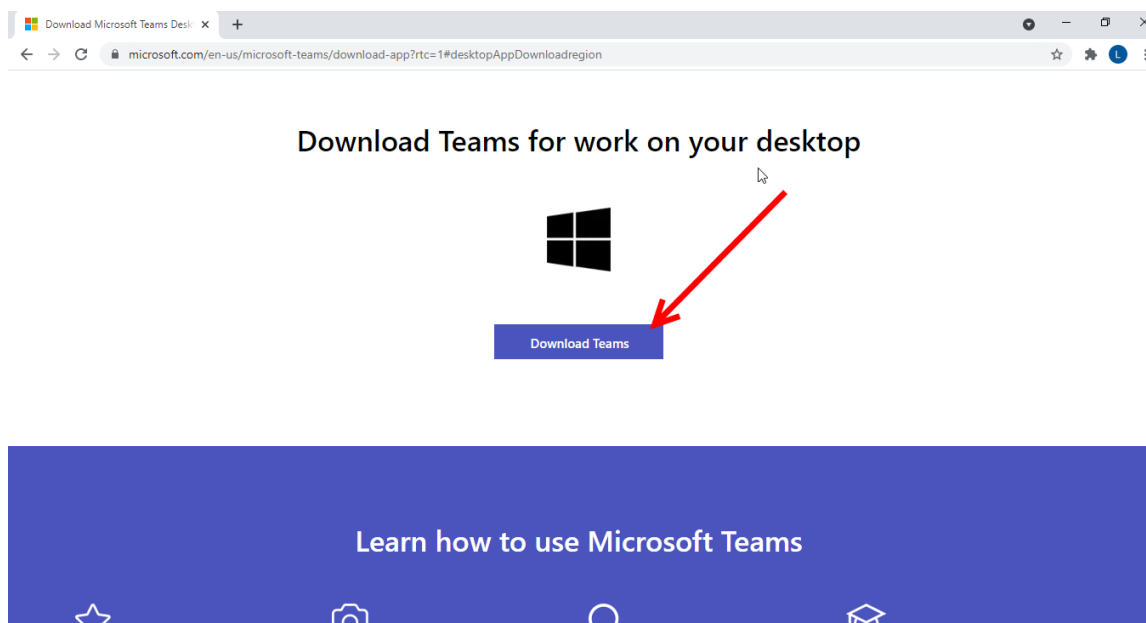 Download Microsoft Teams Desk
microsoft.com/en-us/microsoft-teams/download-app?rtc=1#desktopAppDownloadregion
L
Download Teams for work on your desktop
Download Teams
Learn how to use Microsoft Teams